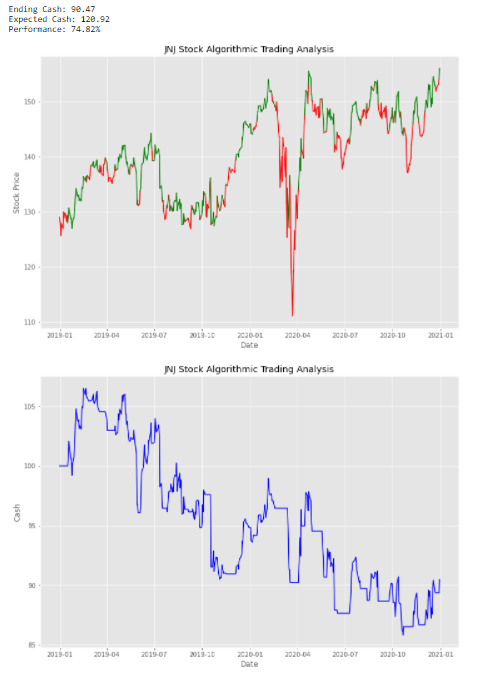 Ending Cash: 90.47
Expected Cash: 120.92
Performance: 74.82%
JNJ Stock Algorithmic Trading Analysis
150
140
130
120
110
Stock Price
2019-01 2019-04 2019-07 2019-10 2020-01 2020-04 2020-07 2020-10 2021-01
Date
JNJ Stock Algorithmic Trading Analysis
105
100
95
90
85
Cash
2019-01 2019-04 2019-07 2019-10 2020-01 2020-04 2020-07 2020-10 2021-01
Date